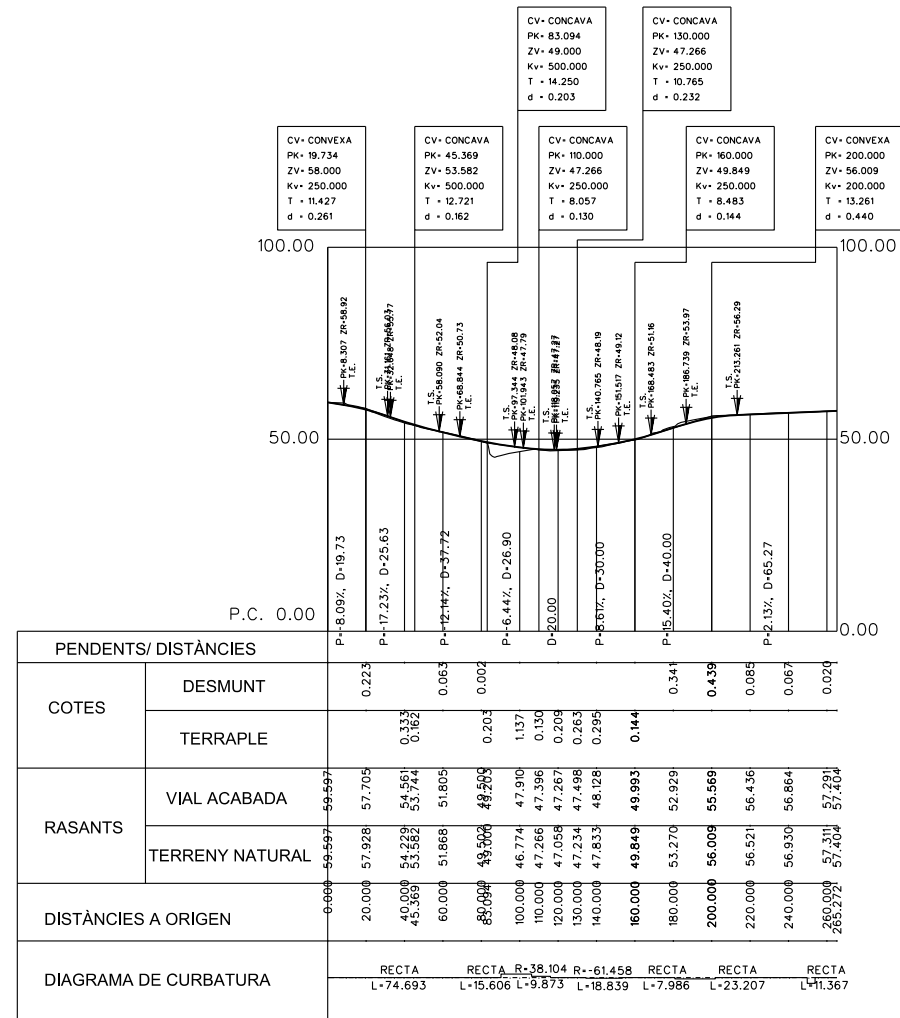 CV= CONCAVA
PK= 83.094
ZV= 49.000
Kv= 500.000
T = 14.250
d = 0.203
CV= CONCAVA
PK= 130.000
ZV= 47.266
Kv= 250.000
T = 10.765
d = 0.232
CV= CONVEXA
PK= 19.734
ZV= 58.000
Kv= 250.000
T = 11.427
d = 0.261
CV= CONCAVA
PK= 45.369
ZV= 53.582
Kv= 500.000
T = 12.721
d = 0.162
CV= CONCAVA
PK= 110.000
ZV= 47.266
Kv= 250.000
T = 8.057
d = 0.130
CV= CONCAVA
PK= 160.000
ZV= 49.849
Kv= 250.000
T = 8.483
d = 0.144
CV= CONVEXA
PK= 200.000
ZV= 56.009
Kv= 200.000
T = 13.261
d = 0.440
100.00
100.00
PK=8.307 ZR=58.92
T.E.
T.S.
T.E.
T.S.
PK=58.090 ZR=52.04
PK=68.844 ZR=50.73
T.E.
T.S.
PK=97.344 ZR=48.08
PK=101.943 ZR=47.79
T.E.
T.S.
T.E.
T.S.
PK=140.765 ZR=48.19
PK=151.517 ZR=49.12
T.E.
T.S.
PK=168.483 ZR=51.16
PK=186.739 ZR=53.97
T.E.
T.S.
PK=213.261 ZR=56.29
50.00
50.00
P=-8.09%, D=19.73
P=-17.23%, D=25.63
P=-12.14%, D=37.72
P=-6.44%, D=26.90
D=20.00
P=8.61%, D=30.00
P=15.40%, D=40.00
P=2.13%, D=65.27
P.C. 0.00
0.00
PENDENTS/ DISTÀNCIES
COTES
DESMUNT
0.223 0.063 0.002 0.341 0.439 0.085 0.067 0.020
TERRAPLE
0.333 0.162 0.203 1.137 0.130 0.209 0.263 0.295 0.144
RASANTS
VIAL ACABADA
59.597 57.705 54.561 53.744 51.805 49.500 49.203 47.910 47.396 47.267 47.498 48.128 49.993 52.929 55.569 56.436 56.864 57.291 57.404
TERRENY NATURAL
59.597 57.928 54.229 53.582 51.868 49.502 49.000 46.774 47.266 47.058 47.234 47.833 49.849 53.270 56.009 56.521 56.930 57.311 57.404
DISTÀNCIES A ORIGEN
0.000 20.000 40.000 45.369 60.000 80.000 83.094 100.000 110.000 120.000 130.000 140.000 160.000 180.000 200.000 220.000 240.000 260.000 265.272
DIAGRAMA DE CURBATURA
RECTA RECTA R=38.104 R=-61.458 RECTA RECTA RECTA
L=74.693 L=15.606 L=9.873 L=18.839 L=7.986 L=23.207 L=11.367